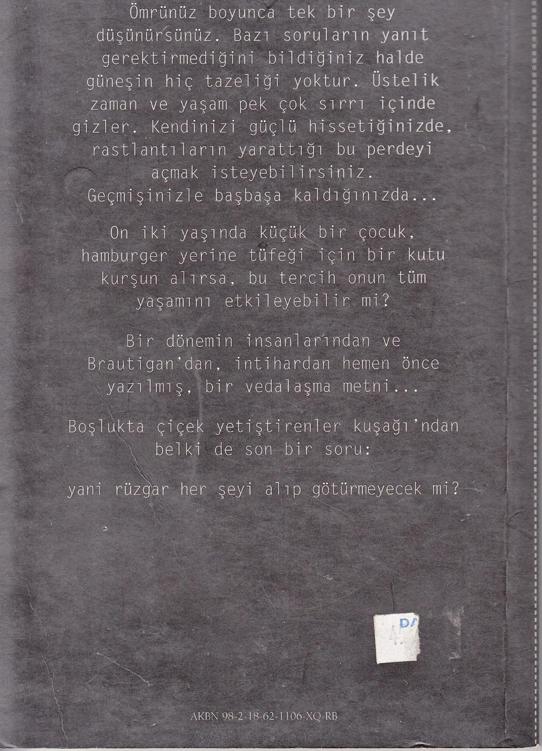 Ömrünüz boyunca tek bir şey
düşünürsünüz. Bazı soruların yanıt
gerektirmediğini bildiğiniz halde
güneşin hiç tazeliği yoktur. Üstelik
zaman ve yaşam pek çok sırrı içinde
gizler. Kendinizi güçlü hissetiğinizde,
rastlantıların yarattığı bu perdeyi
açmak isteyebilirsiniz.
Geçmişinizle başbaşa kaldığınızda...
On iki yaşında küçük bir çocuk,
hamburger yerine tüfeği için bir kutu
kurşun alırsa, bu tercih onun tüm
yaşamını etkileyebilir mi?
Bir dönemin insanlarından ve
Brautigan'dan, intihardan hemen önce
yazılmış, bir vedalaşma metni...
Boşlukta çiçek yetiştirenler kuşağı'ndan
belki de son bir soru:
yani rüzgar her şeyi alıp götürmeyecek mi?
AKBN 98-2-18-62-1106-XQ-RB